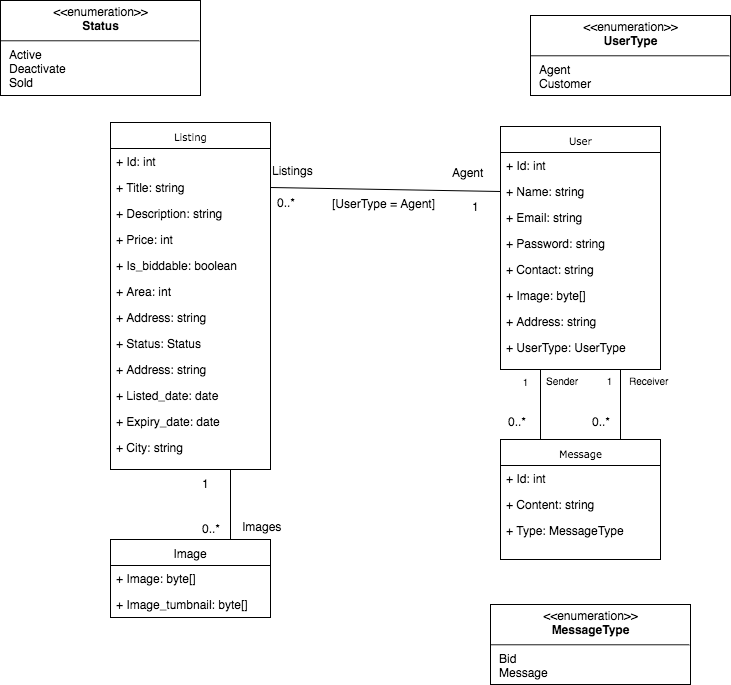 <<enumeration>>
Status
Active
Deactivate
Sold
<<enumeration>>
UserType
Agent
Customer
Listing
+ Id: int
+ Title: string
+ Description: string
+ Price: int
+ Is_biddable: boolean
+ Area: int
+ Address: string
+ Status: Status
+ Address: string
+ Listed_date: date
+ Expiry_date: date
+ City: string
Listings
Agent
0..*
[UserType = Agent]
1
User
+ Id: int
+ Name: string
+ Email: string
+ Password: string
+ Contact: string
+ Image: byte[]
+ Address: string
+ UserType: UserType
1
Sender
1
Receiver
0..*
0..*
Message
+ Id: int
+ Content: string
+ Type: MessageType
1
0..*
Images
Image
+ Image: byte[]
+ Image_tumbnail: byte[]
<<enumeration>>
MessageType
Bid
Message